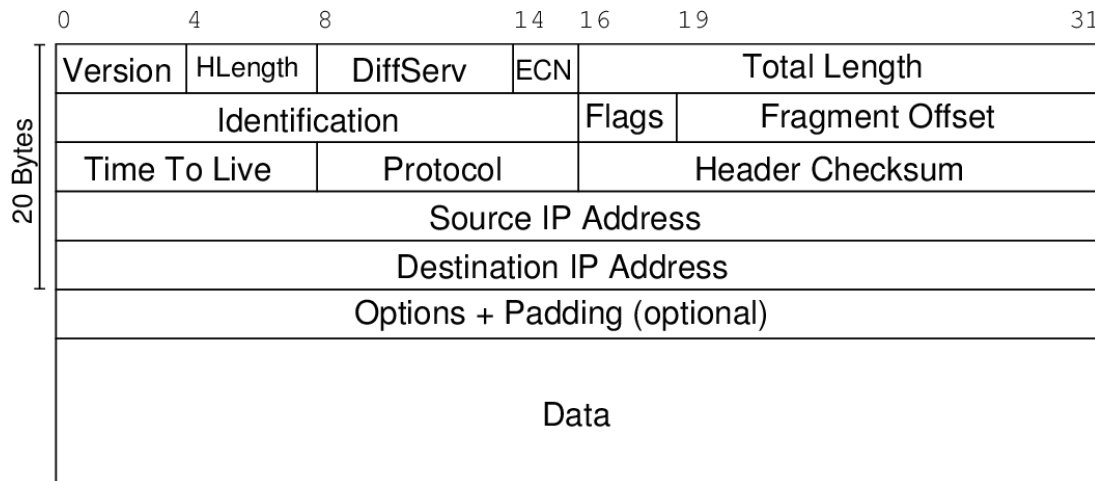 0 4 8 14 16 19 31
Version HLength DiffServ ECN Total Length
Identification Flags Fragment Offset
Time To Live Protocol Header Checksum
Source IP Address
Destination IP Address
Options + Padding (optional)
Data
20 Bytes